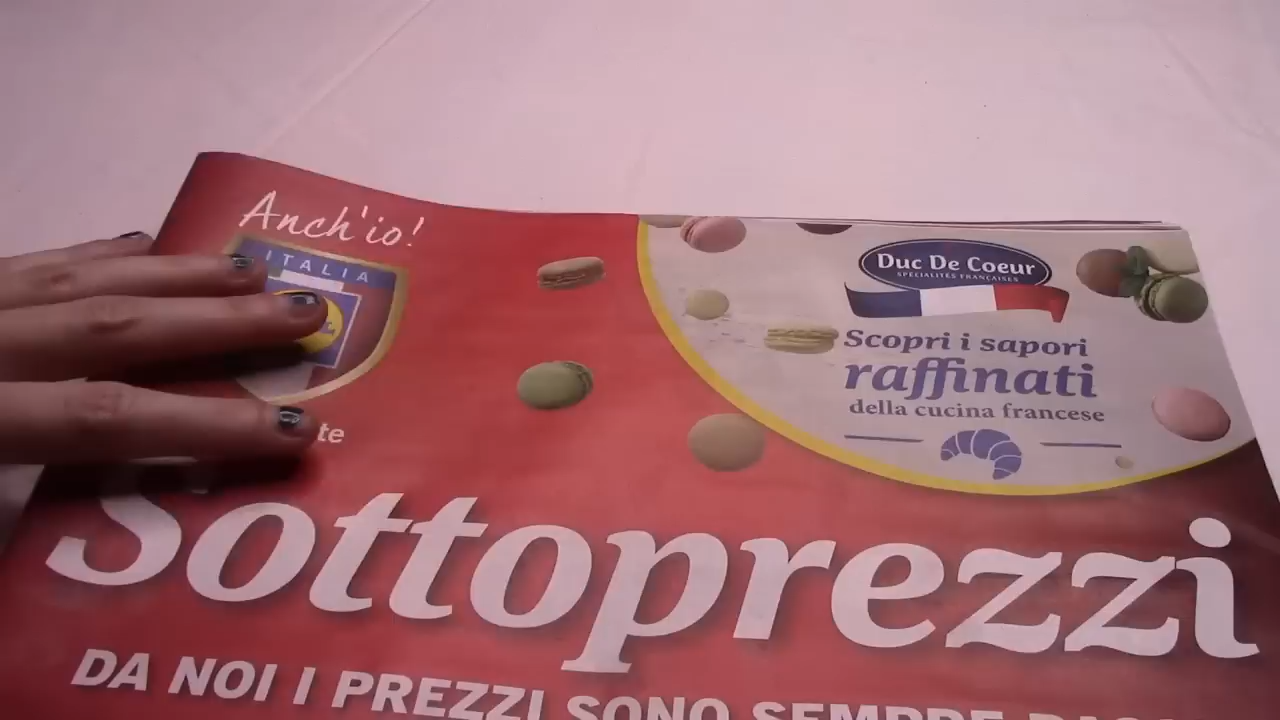 Anch'io!
ITALIA
Duc De Coeur
SPÉCIALITÉS FRANÇAISES
Scopri i sapori
raffinati
della cucina francese
Sottoprezzi
DA NOI I PREZZI SONO SEMPRE